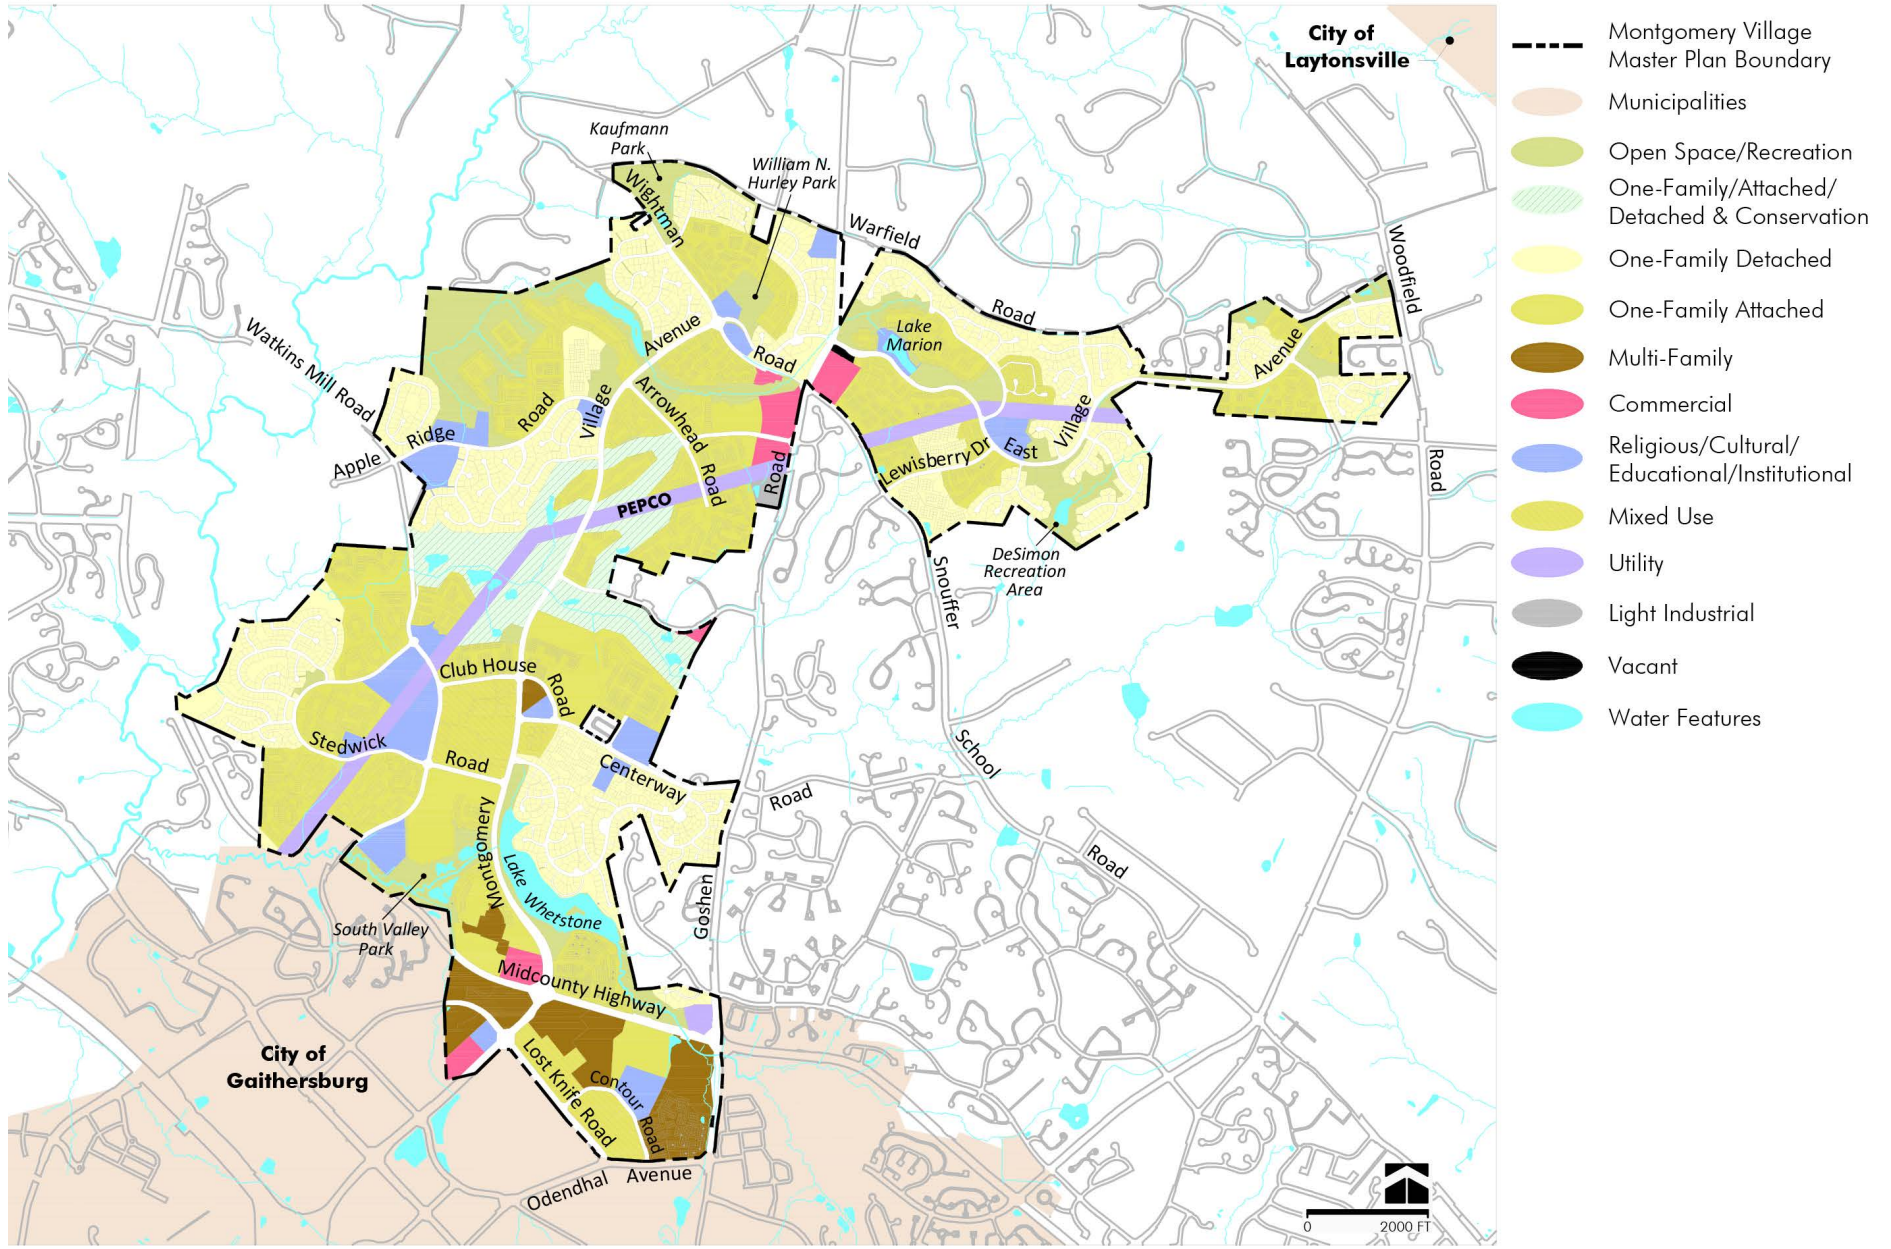 City of
Laytonsville
Kaufmann
Park
William N.
Hurley Park
Wightman
Warfield
Woodfield
Road
Lake
Marion
Avenue
Road
Avenue
Watkins Mill Road
Arrowhead
Road
Village
Road
Ridge
Apple
Village
East
Lewisberry Dr
Road
Road
PEPCO
DeSimon
Recreation
Area
Snouffer
Club House
Road
Stedwick
Road
School
Centerway
Road
Montgomery
Lake
Whetstone
Road
Goshen
South Valley
Park
Midcounty Highway
City of
Gaithersburg
Lost Knife Road
Contour
Road
Odendhal
Avenue
0
2000 FT
Montgomery Village
Master Plan Boundary
Municipalities
Open Space/Recreation
One-Family/Attached/
Detached & Conservation
One-Family Detached
One-Family Attached
Multi-Family
Commercial
Religious/Cultural/
Educational/Institutional
Mixed Use
Utility
Light Industrial
Vacant
Water Features